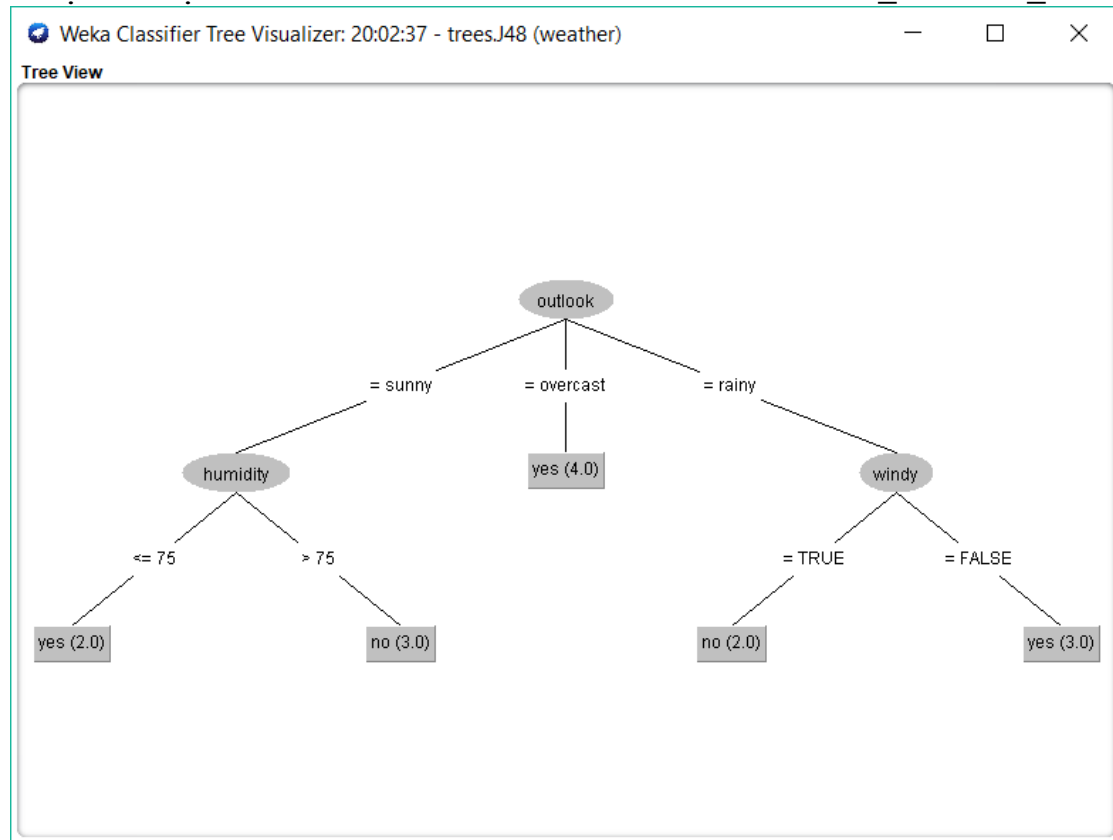 Weka Classifier Tree Visualizer: 20:02:37 - trees.J48 (weather)
Tree View
outlook
= sunny
= overcast
= rainy
humidity
yes (4.0)
windy
<= 75
> 75
= TRUE
= FALSE
yes (2.0)
no (3.0)
no (2.0)
yes (3.0)